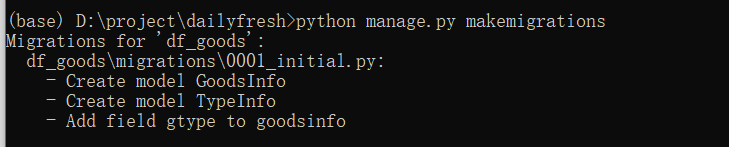 (base) D:\project\dailyfresh>python manage.py makemigrations
Migrations for 'df_goods':
  df_goods\migrations\0001_initial.py:
    - Create model GoodsInfo
    - Create model TypeInfo
    - Add field gtype to goodsinfo